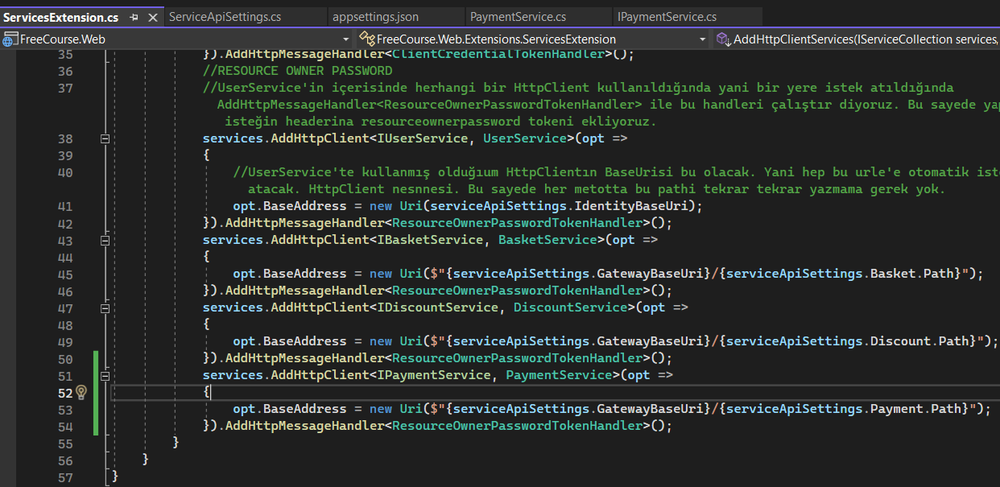 ServicesExtension.cs ServiceApiSettings.cs appsettings.json PaymentService.cs IPaymentService.cs
FreeCourse.Web FreeCourse.Web.Extensions.ServicesExtension AddHttpClientServices(IServiceCollection services,
35 }).AddHttpMessageHandler<ClientCredentialTokenHandler>();
36 //RESOURCE OWNER PASSWORD
37 //UserService'in içerisinde herhangi bir HttpClient kullanıldığında yani bir yere istek atıldığında
AddHttpMessageHandler<ResourceOwnerPasswordTokenHandler> ile bu handleri çalıştır diyoruz. Bu sayede yap
isteğin headerina resourceownerpassword tokeni ekliyoruz.
38 services.AddHttpClient<IUserService, UserService>(opt =>
39 {
40 //UserService'te kullanmış olduğıum HttpClientın BaseUrisi bu olacak. Yani hep bu urle'e otomatik iste
atacak. HttpClient nesnnesi. Bu sayede her metotta bu pathi tekrar tekrar yazmama gerek yok.
41 opt.BaseAddress = new Uri(serviceApiSettings.IdentityBaseUri);
42 }).AddHttpMessageHandler<ResourceOwnerPasswordTokenHandler>();
43 services.AddHttpClient<IBasketService, BasketService>(opt =>
44 {
45 opt.BaseAddress = new Uri($"{serviceApiSettings.GatewayBaseUri}/{serviceApiSettings.Basket.Path}");
46 }).AddHttpMessageHandler<ResourceOwnerPasswordTokenHandler>();
47 services.AddHttpClient<IDiscountService, DiscountService>(opt =>
48 {
49 opt.BaseAddress = new Uri($"{serviceApiSettings.GatewayBaseUri}/{serviceApiSettings.Discount.Path}");
50 }).AddHttpMessageHandler<ResourceOwnerPasswordTokenHandler>();
51 services.AddHttpClient<IPaymentService, PaymentService>(opt =>
52 {
53 opt.BaseAddress = new Uri($"{serviceApiSettings.GatewayBaseUri}/{serviceApiSettings.Payment.Path}");
54 }).AddHttpMessageHandler<ResourceOwnerPasswordTokenHandler>();
55 }
56 }
57 }